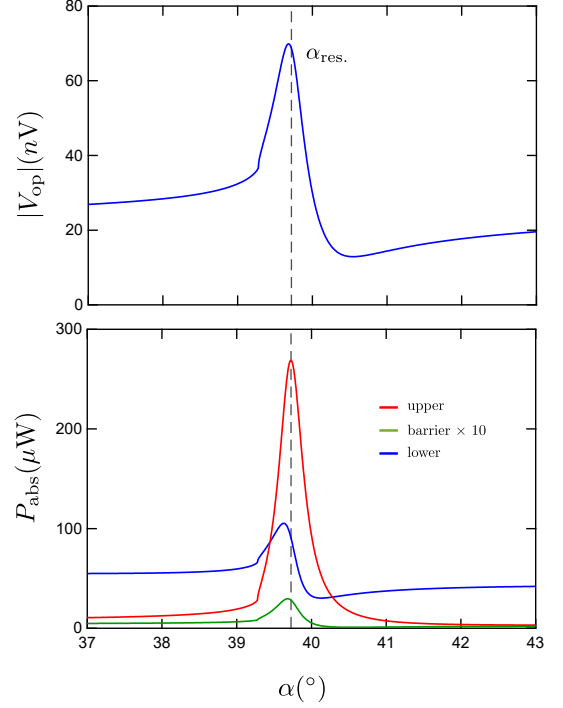 80
60
40
20
0
|V_op|(nV)
α_res.
300
200
100
0
P_abs(μW)
upper
barrier × 10
lower
37 38 39 40 41 42 43
α(°)